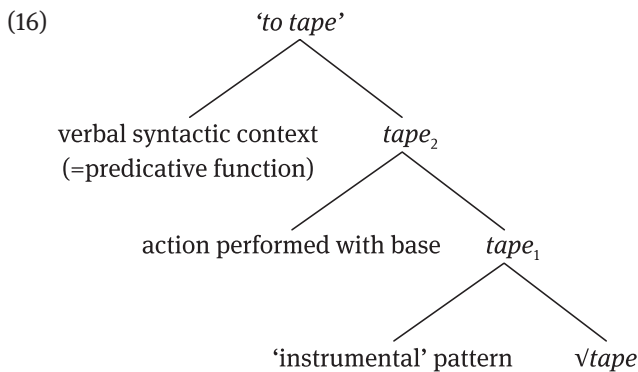 (16) ‘to tape’
verbal syntactic context tape₂
(=predicative function)
action performed with base tape₁
‘instrumental’ pattern √tape